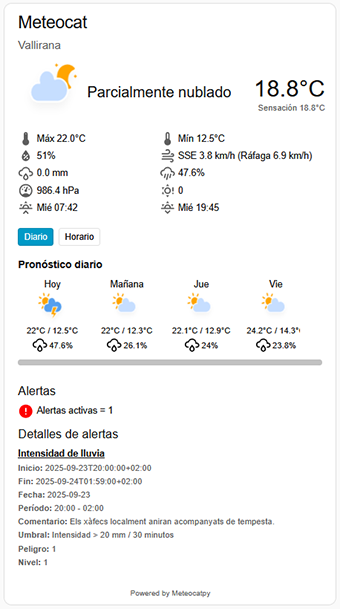 Meteocat
Vallirana
Parcialmente nublado
18.8°C
Sensación 18.8°C
Máx 22.0°C
Mín 12.5°C
51%
SSE 3.8 km/h (Ráfaga 6.9 km/h)
0.0 mm
47.6%
986.4 hPa
0
Mié 07:42
Mié 19:45
Diario
Horario
Pronóstico diario
Hoy
Mañana
Jue
Vie
22°C / 12.5°C
22°C / 12.3°C
22.1°C / 12.9°C
24.2°C / 14.3°
47.6%
26.1%
24%
23.8%
Alertas
Alertas activas = 1
Detalles de alertas
Intensidad de lluvia
Inicio: 2025-09-23T20:00:00+02:00
Fin: 2025-09-24T01:59:00+02:00
Fecha: 2025-09-23
Período: 20:00 - 02:00
Comentario: Els xàfecs localment aniran acompanyats de tempesta.
Umbral: Intensidad > 20 mm / 30 minutos
Peligro: 1
Nivel: 1
Powered by Meteocatpy